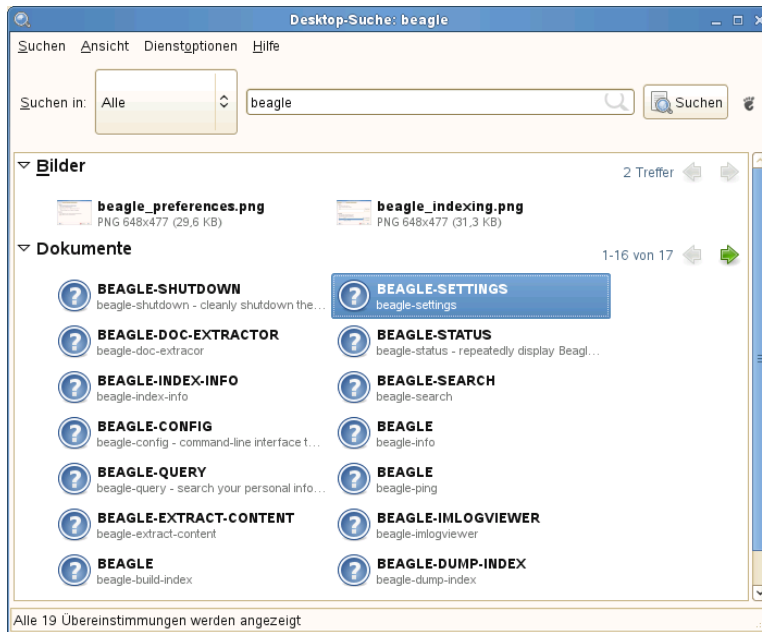 Desktop-Suche: beagle
Suchen Ansicht Dienstoptionen Hilfe
Suchen in: Alle beagle Suchen
Bilder 2 Treffer
beagle_preferences.png beagle_indexing.png
PNG 648x477 (29,6 KB) PNG 648x477 (31,3 KB)
Dokumente 1-16 von 17
BEAGLE-SHUTDOWN BEAGLE-SETTINGS
beagle-shutdown - cleanly shutdown the... beagle-settings
BEAGLE-DOC-EXTRACTOR BEAGLE-STATUS
beagle-doc-extracor beagle-status - repeatedly display Beagl...
BEAGLE-INDEX-INFO BEAGLE-SEARCH
beagle-index-info beagle-search
BEAGLE-CONFIG BEAGLE
beagle-config - command-line interface t... beagle-info
BEAGLE-QUERY BEAGLE
beagle-query - search your personal info... beagle-ping
BEAGLE-EXTRACT-CONTENT BEAGLE-IMLOGVIEWER
beagle-extract-content beagle-imlogviewer
BEAGLE BEAGLE-DUMP-INDEX
beagle-build-index beagle-dump-index
Alle 19 Übereinstimmungen werden angezeigt